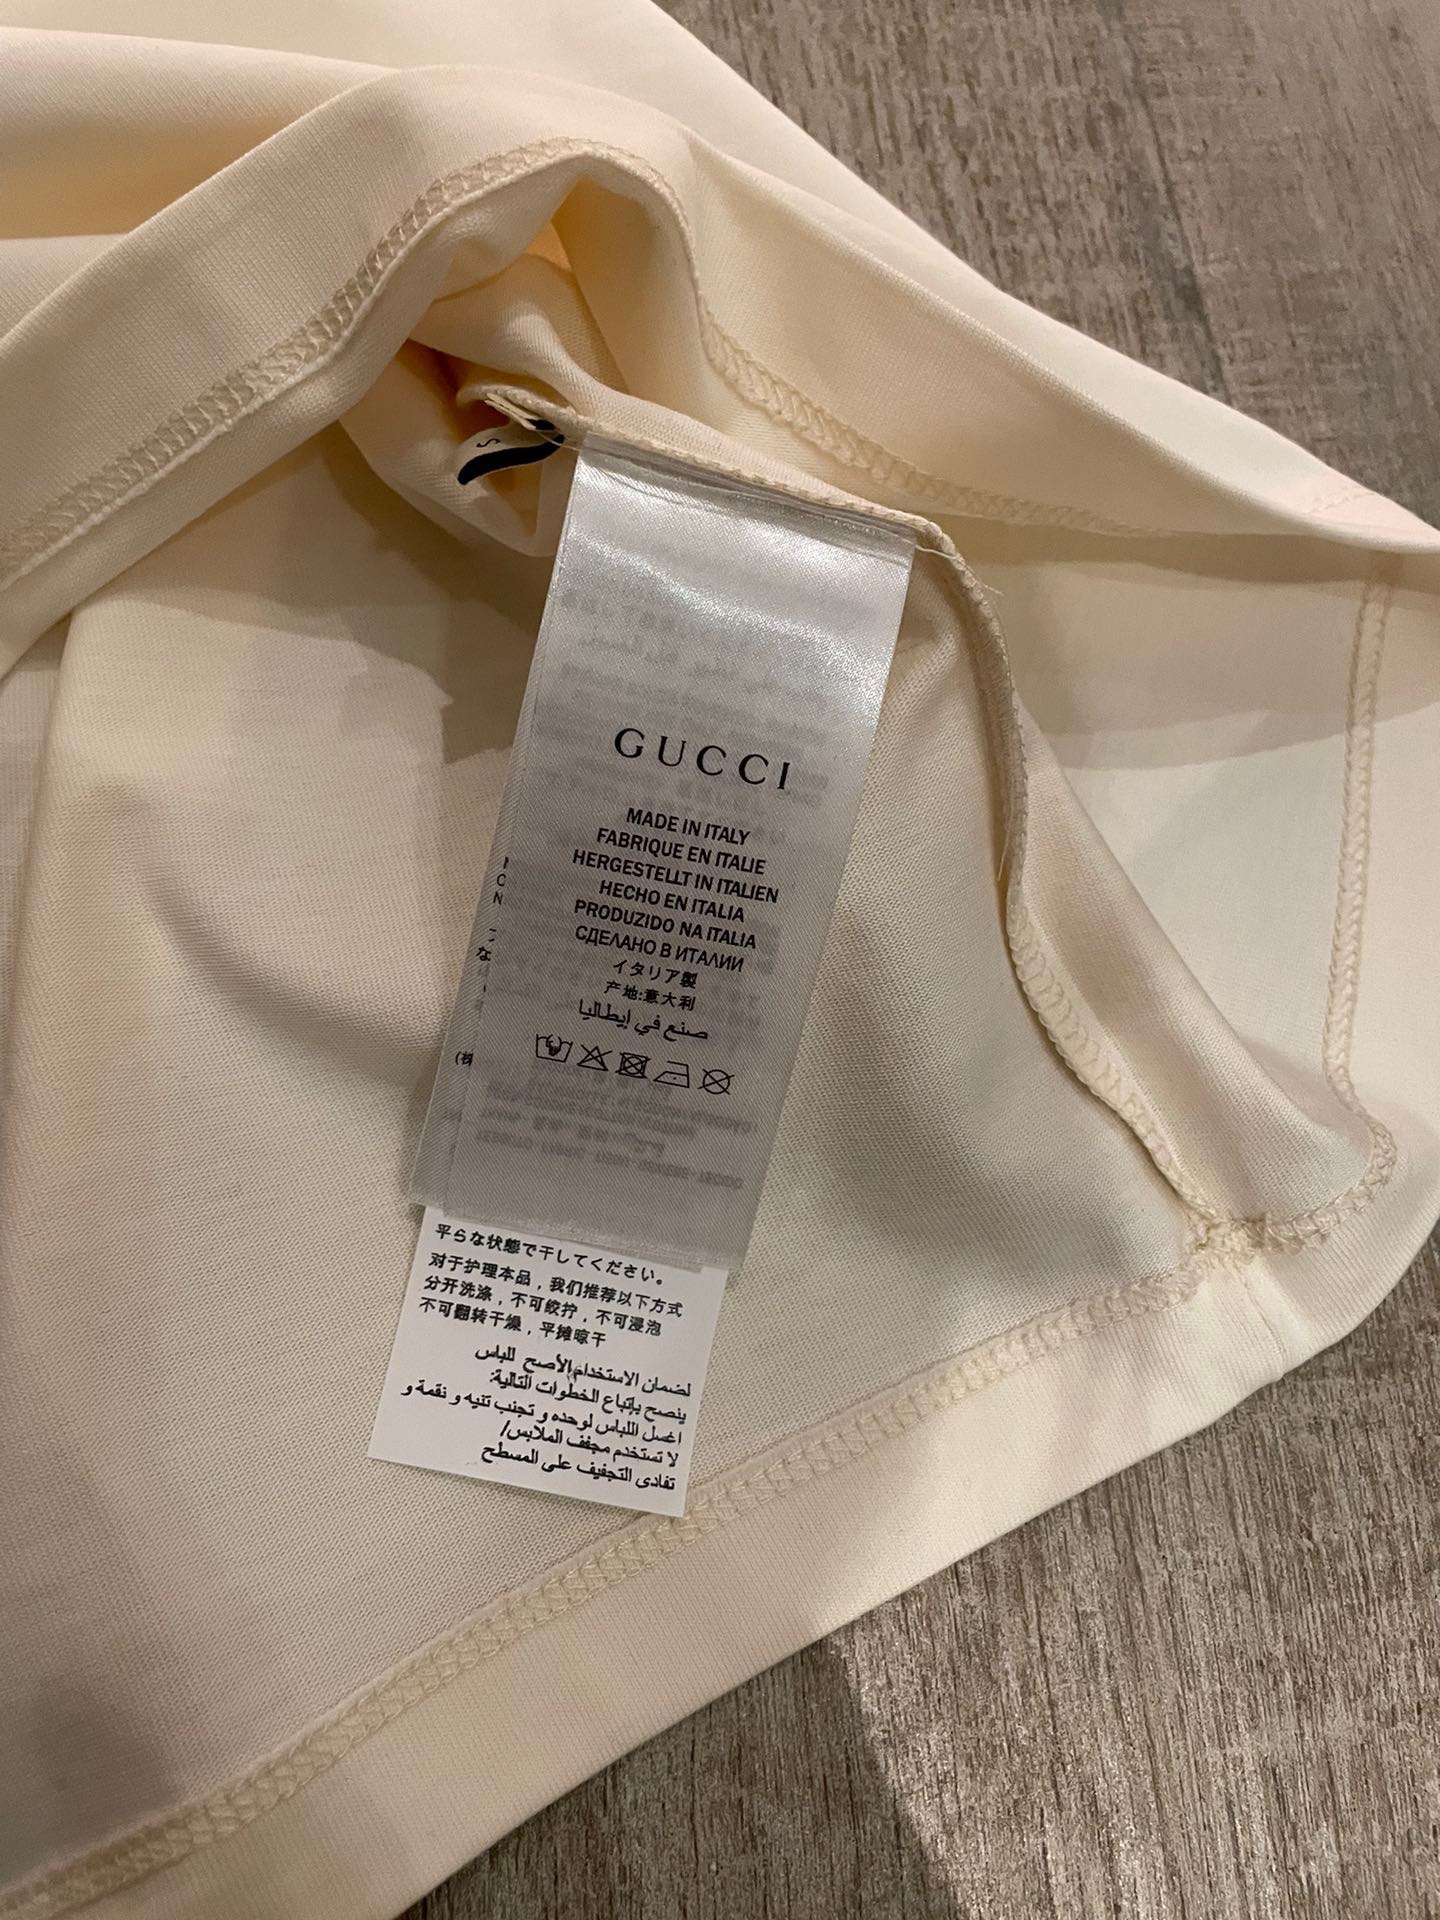 S
GUCCI
MADE IN ITALY
FABRIQUE EN ITALIE
HERGESTELLT IN ITALIEN
HECHO EN ITALIA
PRODUZIDO NA ITALIA
СДЕЛАНО В ИТАЛИИ
イタリア製
产地:意大利
صنع في إيطاليا
平らな状態で干してください。
对于护理本品，我们推荐以下方式
分开洗涤，不可绞拧，不可浸泡
不可翻转干燥，平摊晾干
لضمان الاستخدام الأصح للباس
ينصح بإتباع الخطوات التالية:
اغسل اللباس لوحده و تجنب تنيه و نقمة و
لا تستخدم مجفف الملابس/
تفادى التجفيف على المسطح